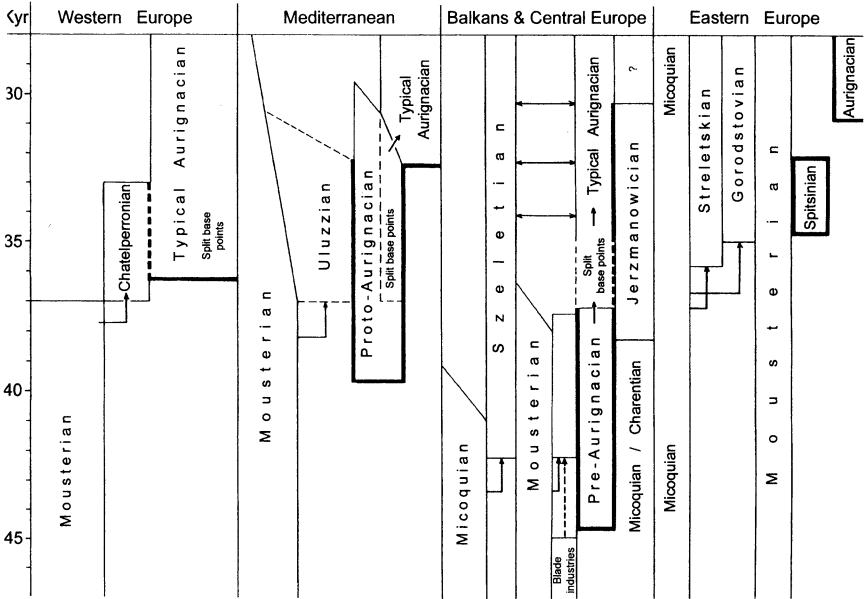 Kyr
Western Europe
Mediterranean
Balkans & Central Europe
Eastern Europe
30
35
40
45
Mousterian
Chatelperronian
Typical Aurignacian
Split base
points
Mousterian
Uluzzian
Proto-Aurignacian
Split base points
Typical
Aurignacian
Micoquian
Szeletian
Mousterian
Blade
industries
Pre-Aurignacian
Split
base points
Typical Aurignacian
?
Jerzmanowician
Micoquian / Charentian
Micoquian
Micoquian
Streletskian
Gorodstovian
Mousterian
Spitsinian
Aurignacian